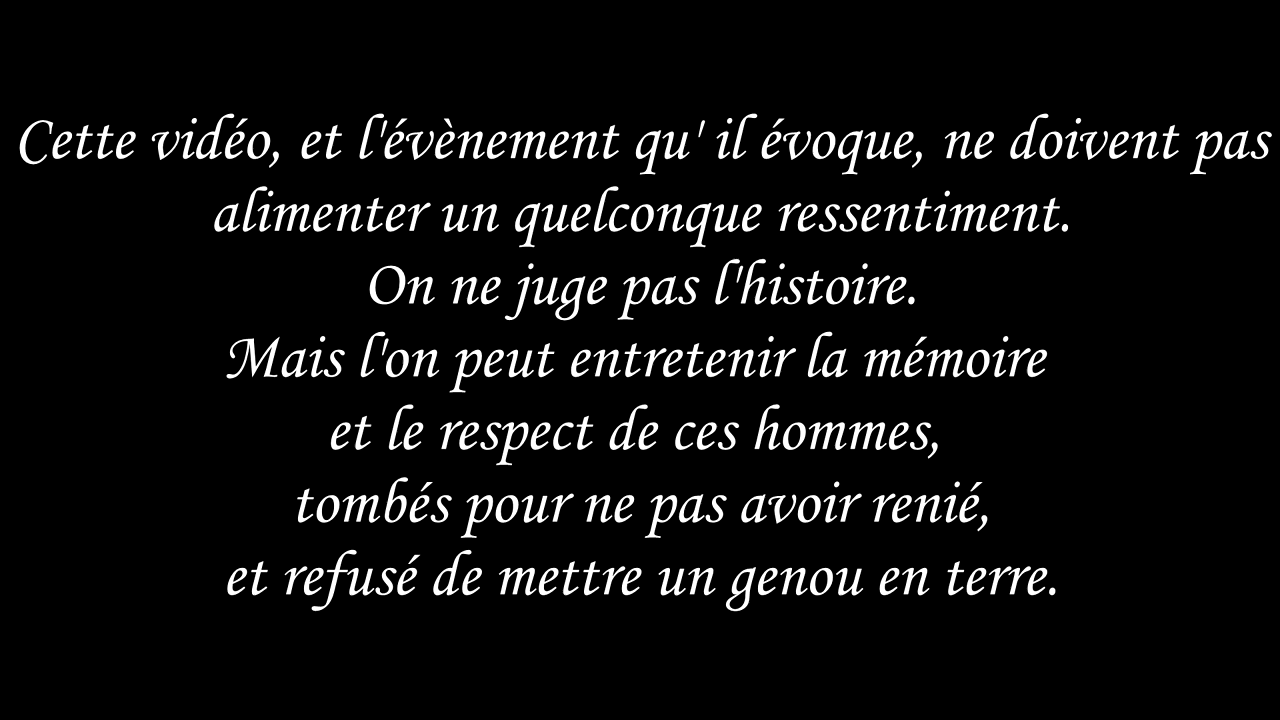 Cette vidéo, et l'évènement qu' il évoque, ne doivent pas
alimenter un quelconque ressentiment.
On ne juge pas l'histoire.
Mais l'on peut entretenir la mémoire
et le respect de ces hommes,
tombés pour ne pas avoir renié,
et refusé de mettre un genou en terre.